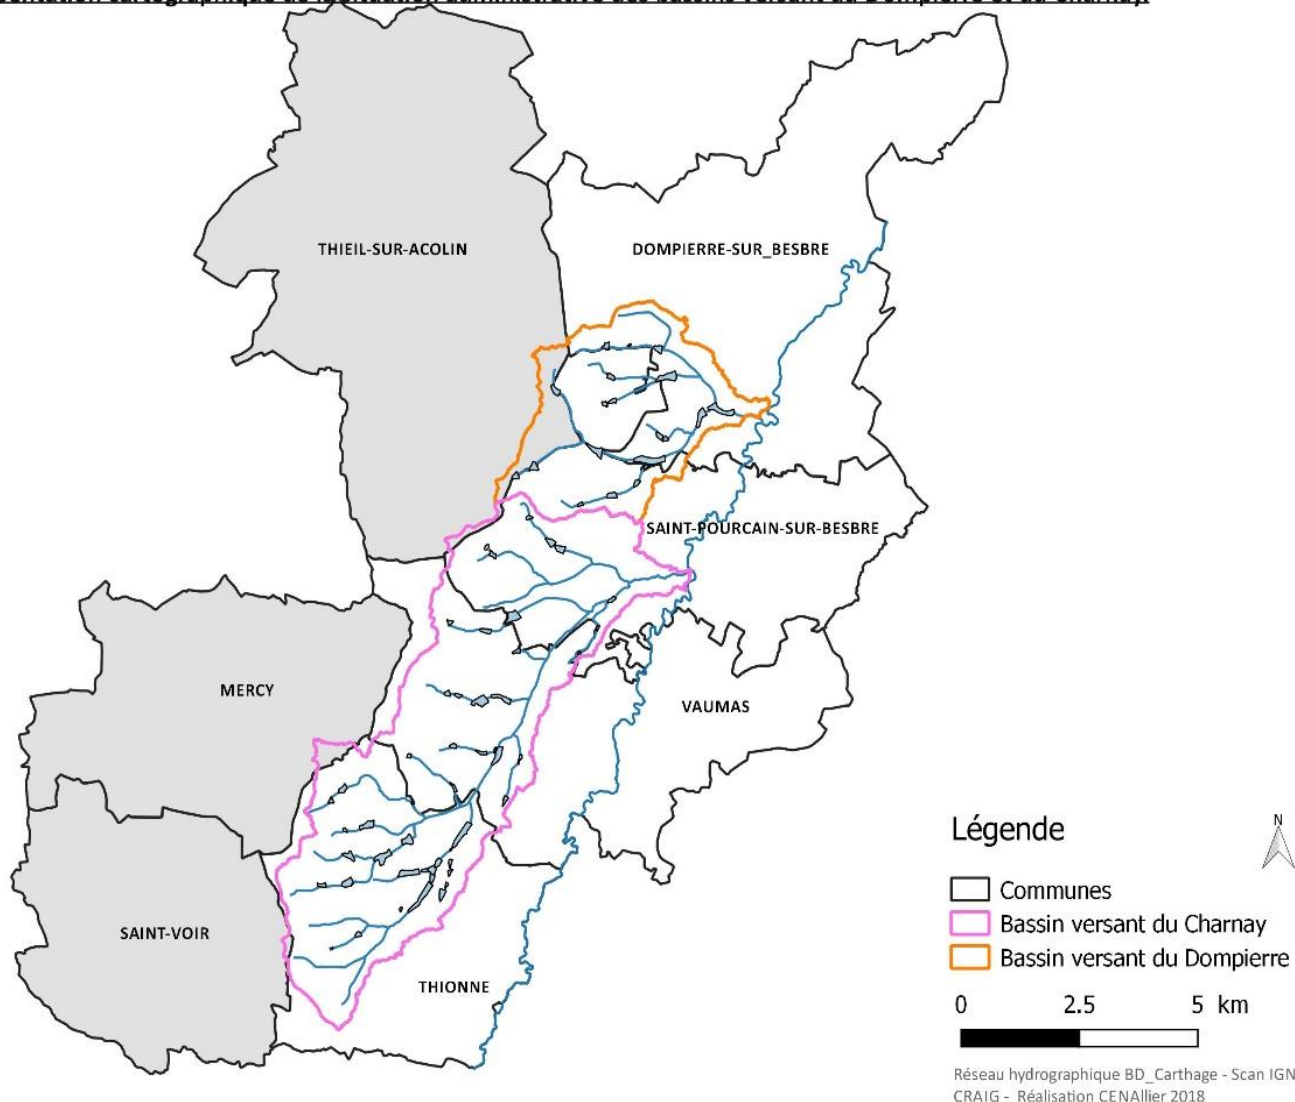 THIEIL-SUR-ACOLIN
DOMPIERRE-SUR_BESBRE
SAINT-POURCAIN-SUR-BESBRE
MERCY
VAUMAS
SAINT-VOIR
THIONNE
Légende
N
Communes
Bassin versant du Charnay
Bassin versant du Dompierre
0 2.5 5 km
Réseau hydrographique BD_Carthage - Scan IGN
CRAIG - Réalisation CENAllier 2018